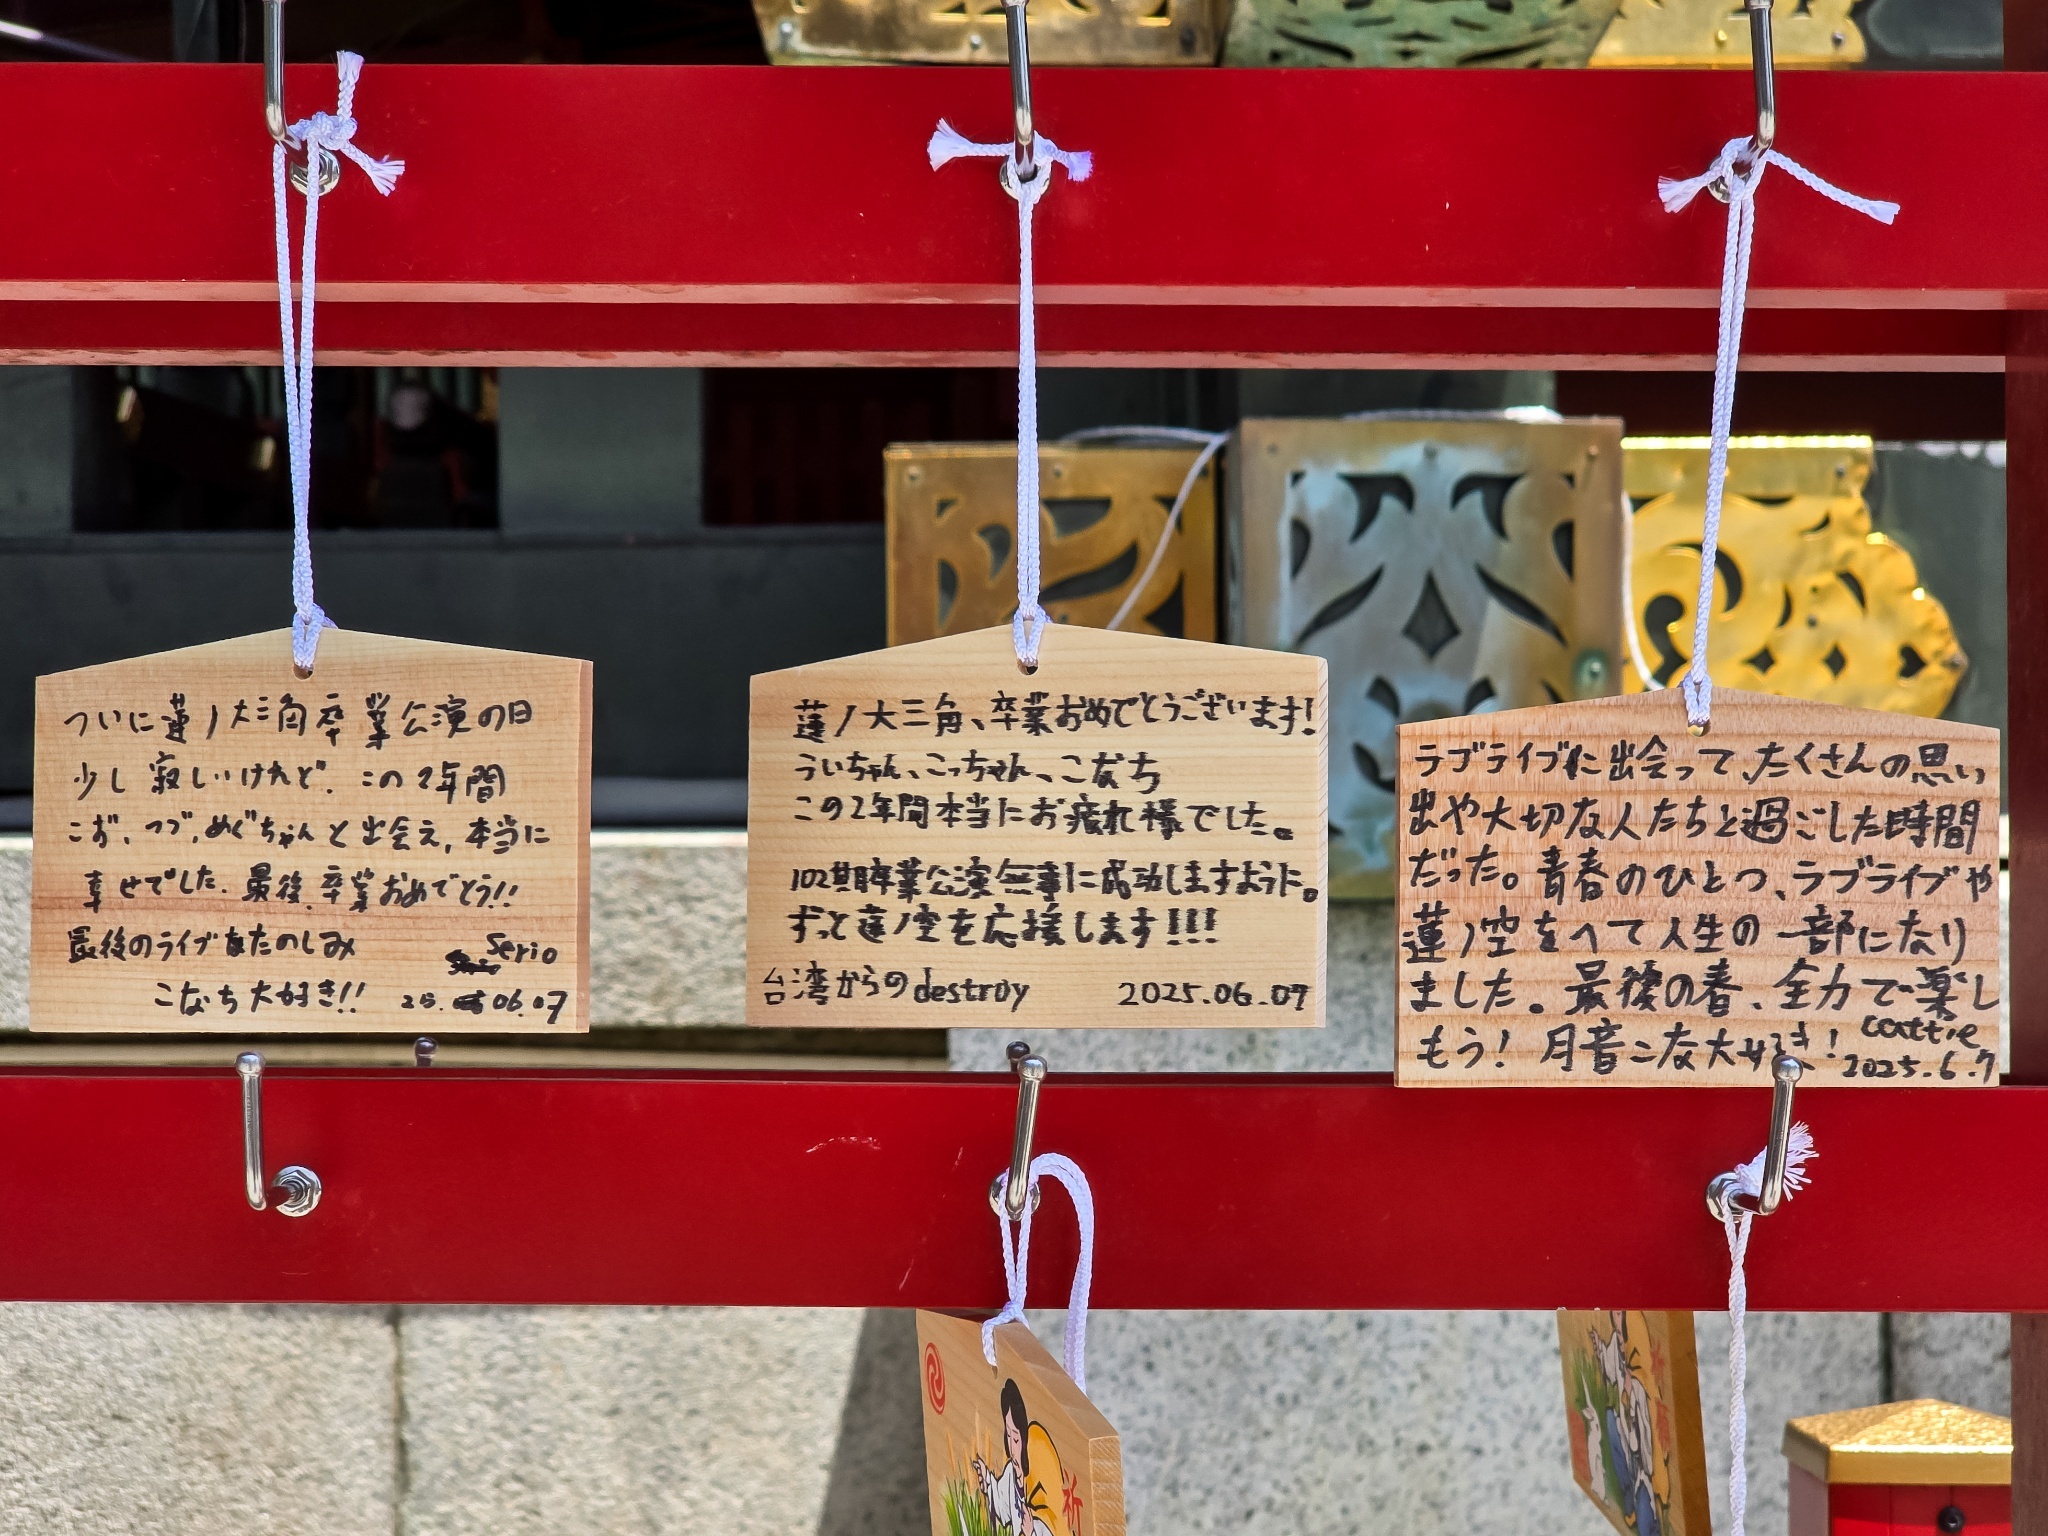 ついに蓮ノ大三角卒業公演の日
少し寂しいけれど、この2年間
こず、つづ、めぐちゃんと出会え、本当に
幸せでした。最後、卒業おめでとう!!
最後のライブもたのしみ
Serio
こなち大好き!! 25. 06.07
蓮ノ大三角、卒業おめでとうございます!
ういちゃん、こっちゃん、こなち
この2年間本当にお疲れ様でした。
102期卒業公演無事に成功しますように。
ずっと蓮ノ空を応援します!!!
台湾からのdestroy 2025.06.07
ラブライブに出会って、たくさんの思い
出や大切な人たちと過ごした時間
だった。青春のひとつ、ラブライブや
蓮ノ空をへて人生の一部になり
ました。最後の春、全力で楽し
もう! 月音こな大好き! cattie
2025.6.7
祈